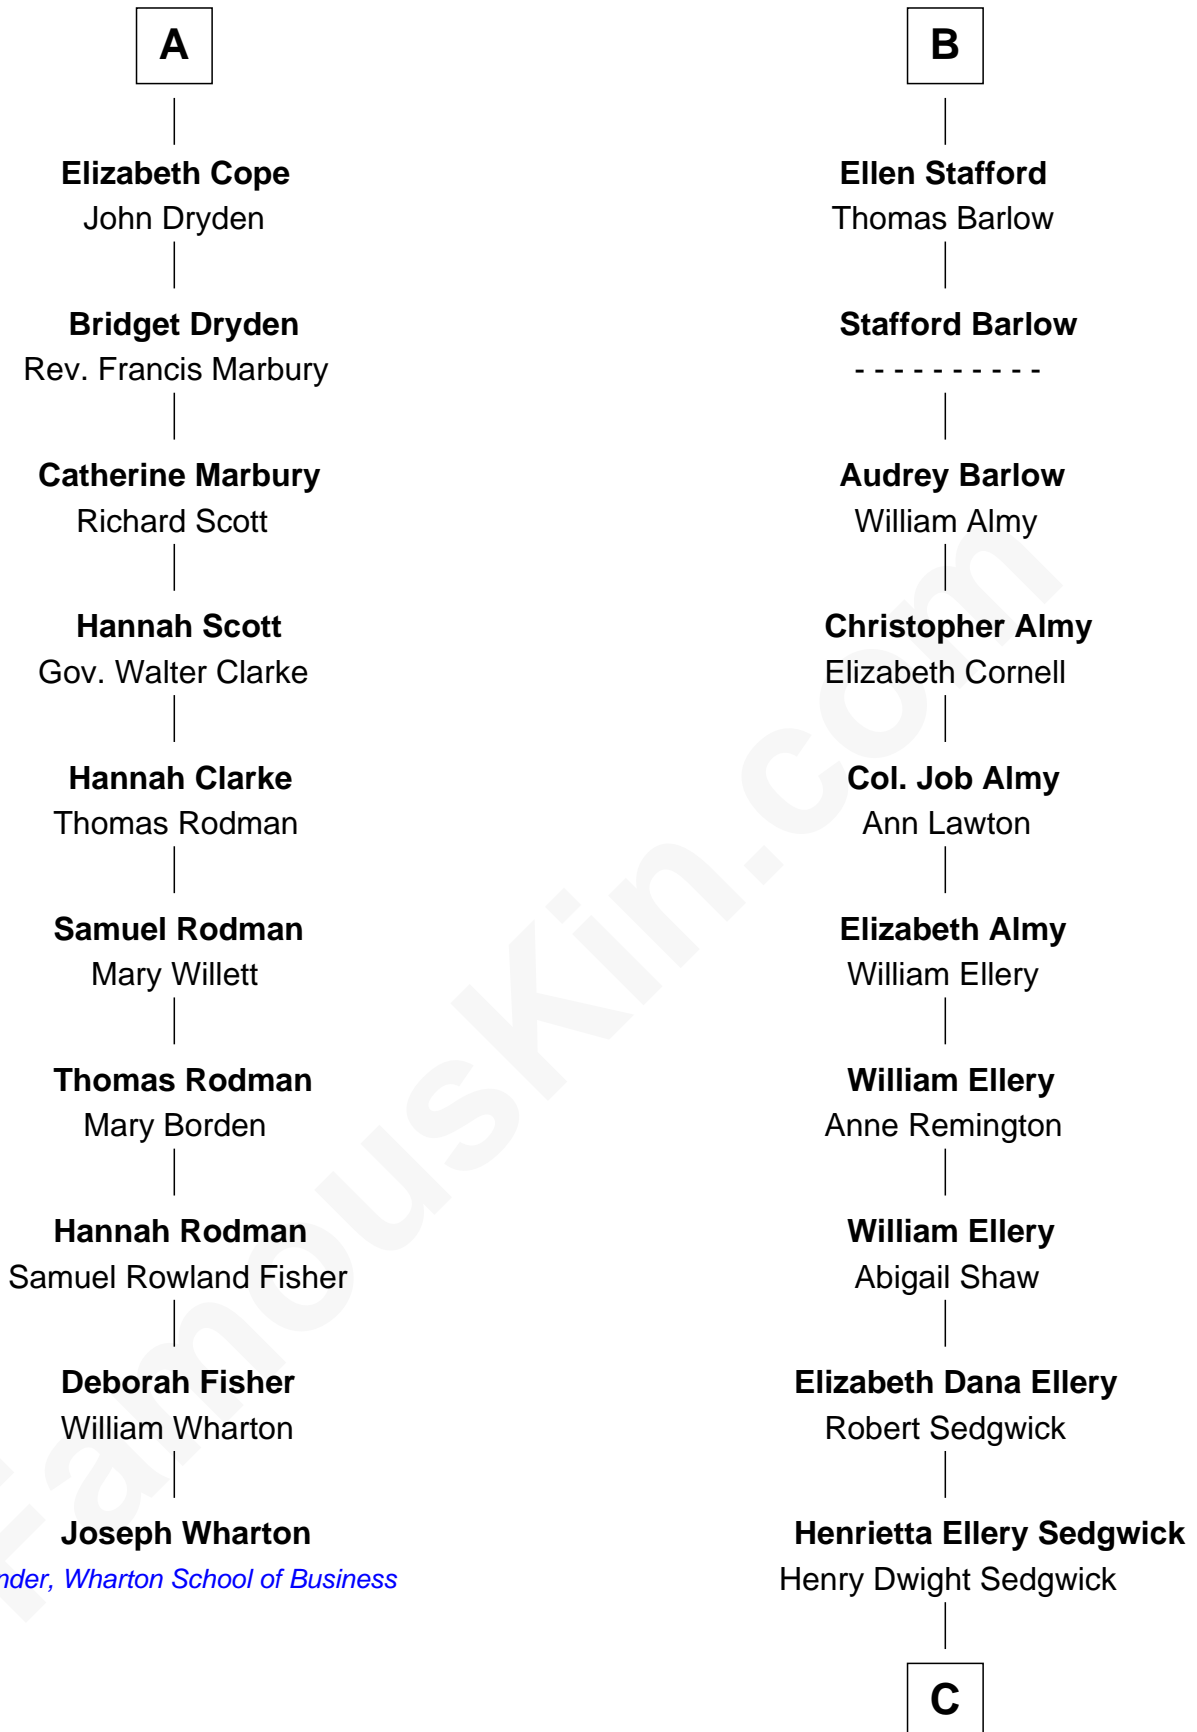 A
Elizabeth Cope
John Dryden
Bridget Dryden
Rev. Francis Marbury
Catherine Marbury
Richard Scott
Hannah Scott
Gov. Walter Clarke
Hannah Clarke
Thomas Rodman
Samuel Rodman
Mary Willett
Thomas Rodman
Mary Borden
Hannah Rodman
Samuel Rowland Fisher
Deborah Fisher
William Wharton
Joseph Wharton
nder, Wharton School of Business
B
Ellen Stafford
Thomas Barlow
Stafford Barlow
- - - - - - - - - -
Audrey Barlow
William Almy
Christopher Almy
Elizabeth Cornell
Col. Job Almy
Ann Lawton
Elizabeth Almy
William Ellery
William Ellery
Anne Remington
William Ellery
Abigail Shaw
Elizabeth Dana Ellery
Robert Sedgwick
Henrietta Ellery Sedgwick
Henry Dwight Sedgwick
C
FamousKin.com